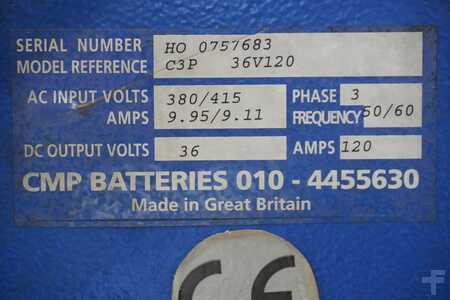 SERIAL NUMBER HO 0757683
MODEL REFERENCE C3P 36V120
AC INPUT VOLTS 380/415 PHASE 3
AMPS 9.95/9.11 FREQUENCY 50/60
DC OUTPUT VOLTS 36 AMPS 120
CMP BATTERIES 010 - 4455630
Made in Great Britain
CE